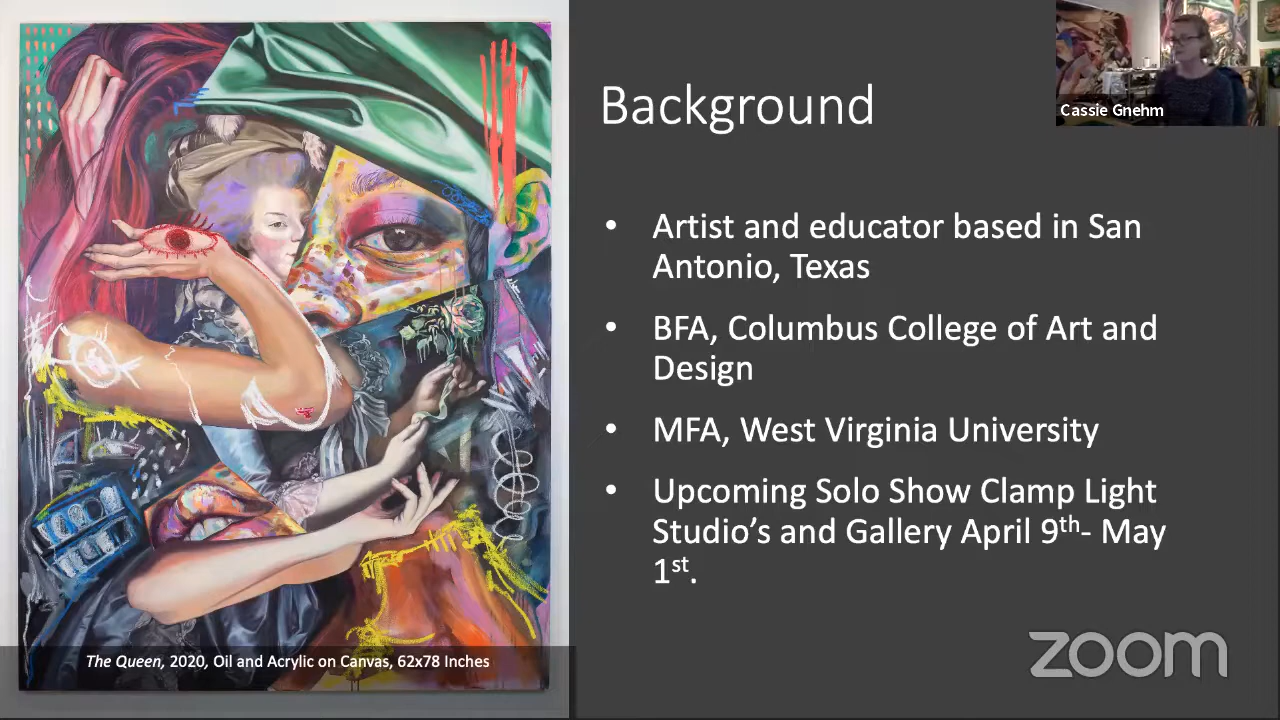 Background
Cassie Gnehm
• Artist and educator based in San
Antonio, Texas
• BFA, Columbus College of Art and
Design
• MFA, West Virginia University
• Upcoming Solo Show Clamp Light
Studio's and Gallery April 9th- May
1st.
The Queen, 2020, Oil and Acrylic on Canvas, 62x78 Inches
zoom